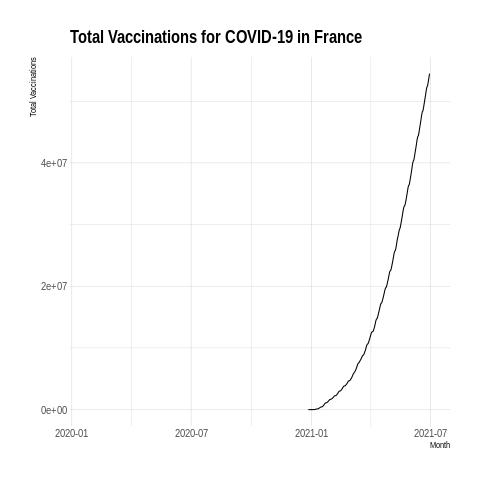 Total Vaccinations for COVID-19 in France
Total Vaccinations
4e+07
2e+07
0e+00
2020-01
2020-07
2021-01
2021-07
Month